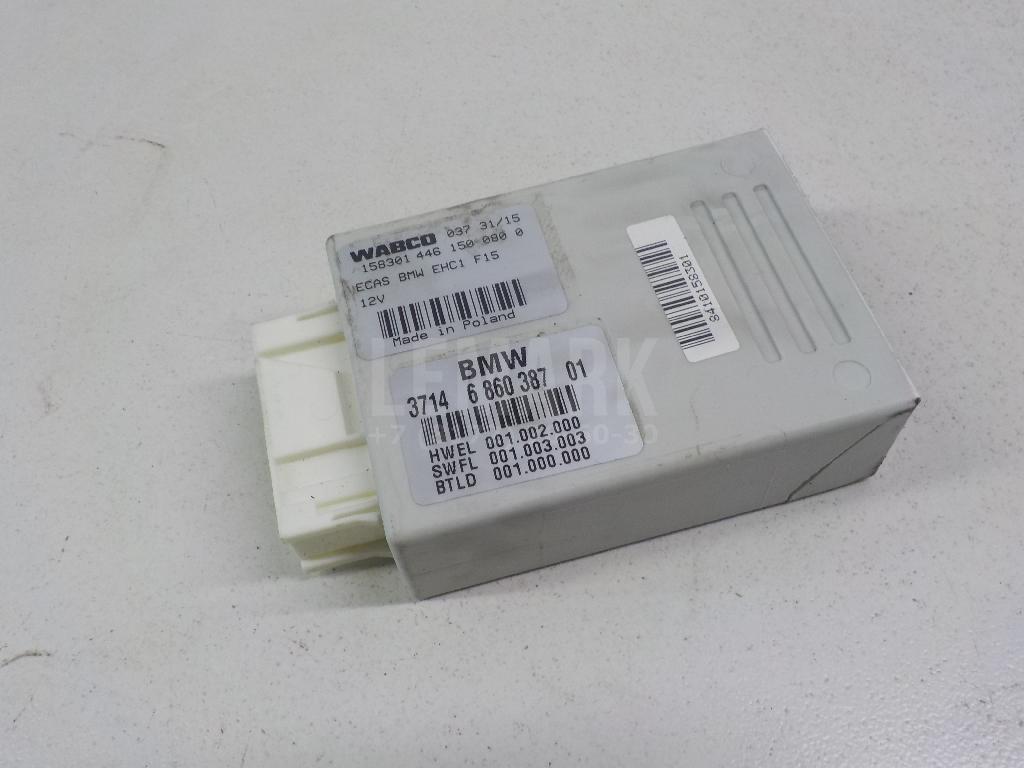 WABCO 037 31/15
158301 446 150 080 0
ECAS BMW EHC1 F15
12V
Made in Poland
BMW
3714 6 860 387 01
HWEL 001.002.000
SWFL 001.003.003
BTLD 001.000.000
8410158301
LEMARK